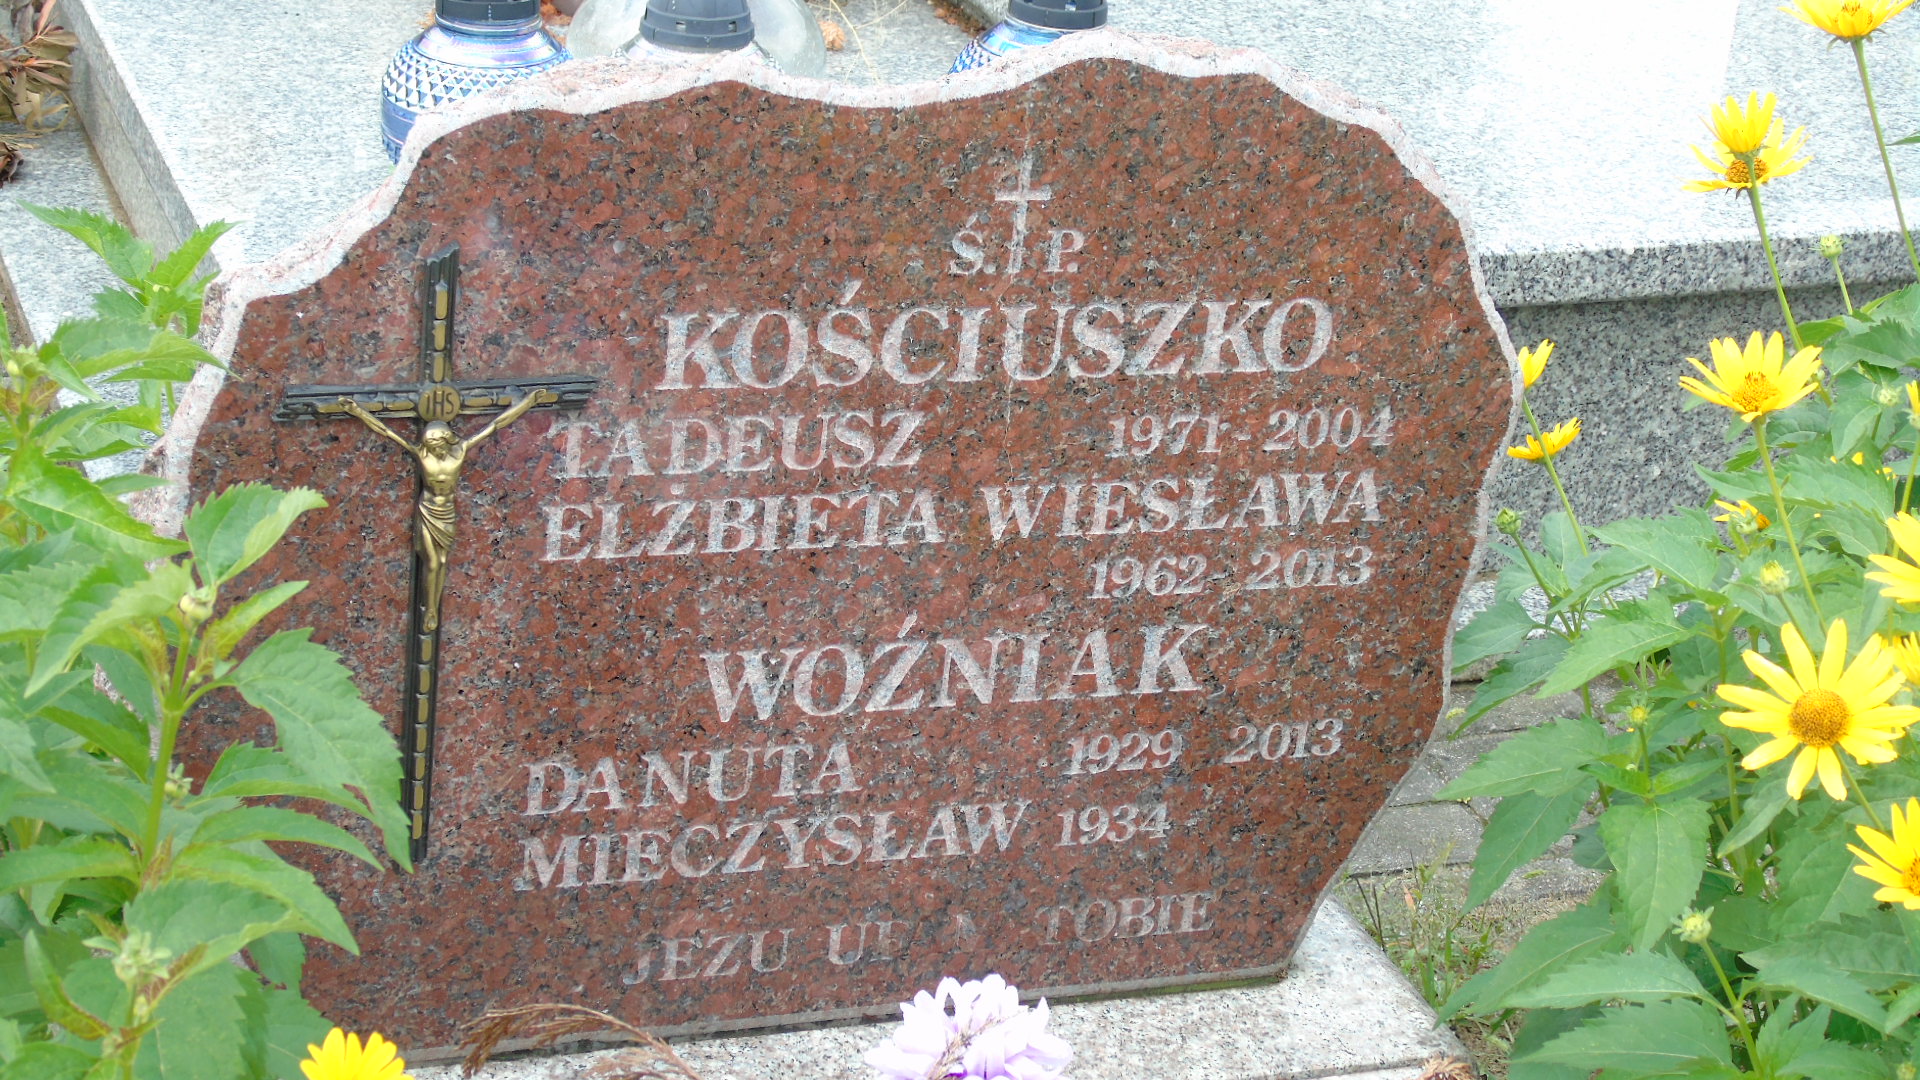 IHS
Ś. P.
KOŚCIUSZKO
TADEUSZ 1971 - 2004
ELŻBIETA WIESŁAWA
1962 - 2013
WOŹNIAK
DANUTA 1929 2013
MIECZYSŁAW 1934 -
JEZU TOBIE